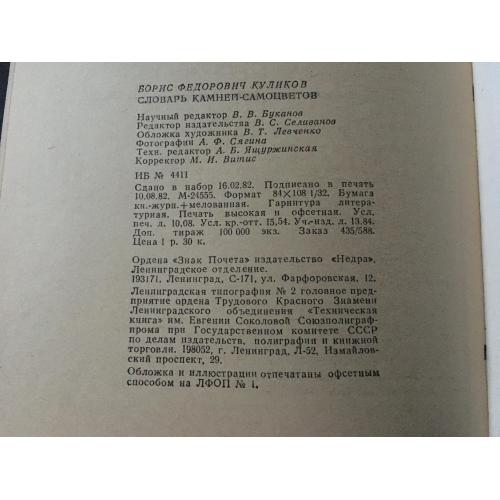 БОРИС ФЕДОРОВИЧ КУЛИКОВ
СЛОВАРЬ КАМНЕЙ-САМОЦВЕТОВ
Научный редактор В. В. Буканов
Редактор издательства В. С. Селиванов
Обложка художника В. Т. Левченко
Фотографии А. Ф. Сягина
Техн. редактор А. Б. Ящуржинская
Корректор М. И. Витис
ИБ № 4411
Сдано в набор 16.02.82. Подписано в печать
10.08.82. М-24555. Формат 84×108 1/32. Бумага
кн.-журн.+мелованная. Гарнитура литера-
турная. Печать высокая и офсетная. Усл.
печ. л. 10,08. Усл. кр.-отт. 15,54. Уч.-изд. л. 13,84.
Доп. тираж 100 000 экз. Заказ 435/588.
Цена 1 р. 30 к.
Ордена «Знак Почета» издательство «Недра»,
Ленинградское отделение.
193171, Ленинград, С-171, ул. Фарфоровская, 12.
Ленинградская типография № 2 головное пред-
приятие ордена Трудового Красного Знамени
Ленинградского объединения «Техническая
книга» им. Евгении Соколовой Союзполиграф-
прома при Государственном комитете СССР
по делам издательств, полиграфии и книжной
торговли. 198052, г. Ленинград, Л-52, Измайлов-
ский проспект, 29.
Обложка и иллюстрации отпечатаны офсетным
способом на ЛФОП № 1.